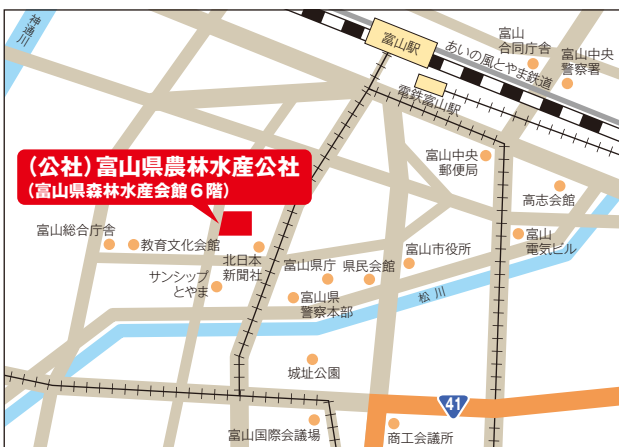 神通川
富山駅
あいの風とやま鉄道
富山
合同庁舎
富山中央
警察署
電鉄富山駅
(公社)富山県農林水産公社
(富山県森林水産会館6階)
富山中央
郵便局
高志会館
富山総合庁舎
教育文化会館
北日本
新聞社
サンシップ
とやま
富山県庁
県民会館
富山市役所
富山
電気ビル
富山県
警察本部
松川
城址公園
41
富山国際会議場
商工会議所